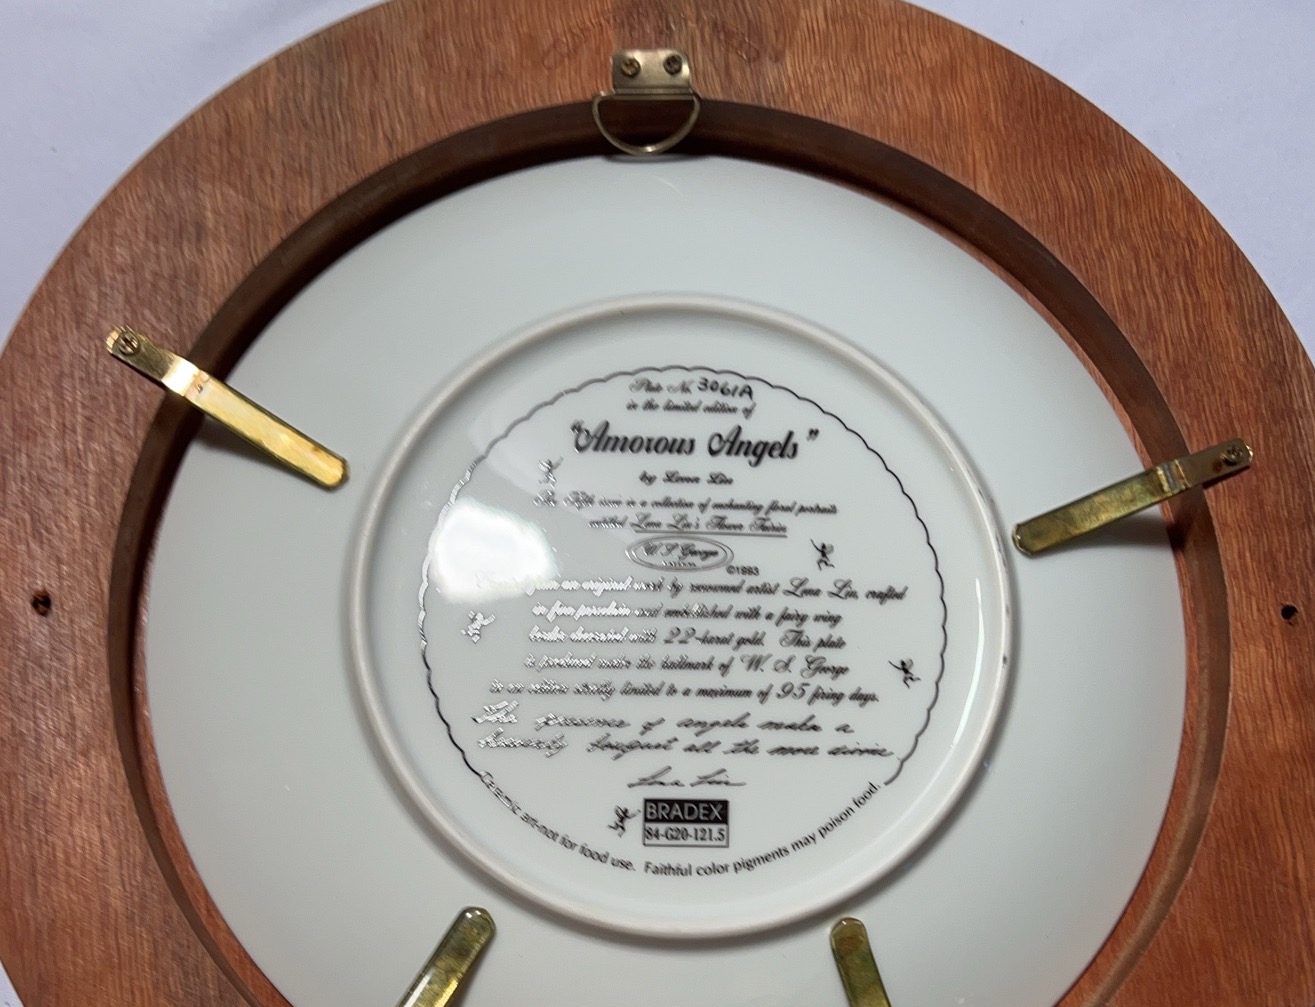 Plate No. 3061A
in the limited edition of
"Amorous Angels"
by Lena Liu
The Fifth issue in a collection of enchanting floral portraits
entitled Lena Liu's Flower Fairies
W. S. George
©1993
from an original work by renowned artist Lena Liu, crafted
in fine porcelain and embellished with a fairy wing
border decorated with 22-karat gold. This plate
is produced under the hallmark of W. S. George
in an edition strictly limited to a maximum of 95 firing days.
The presence of angels make a
heavenly bouquet all the more divine
Lena Liu
BRADEX
84-G20-121.5
Ceramic art-not for food use. Faithful color pigments may poison food.